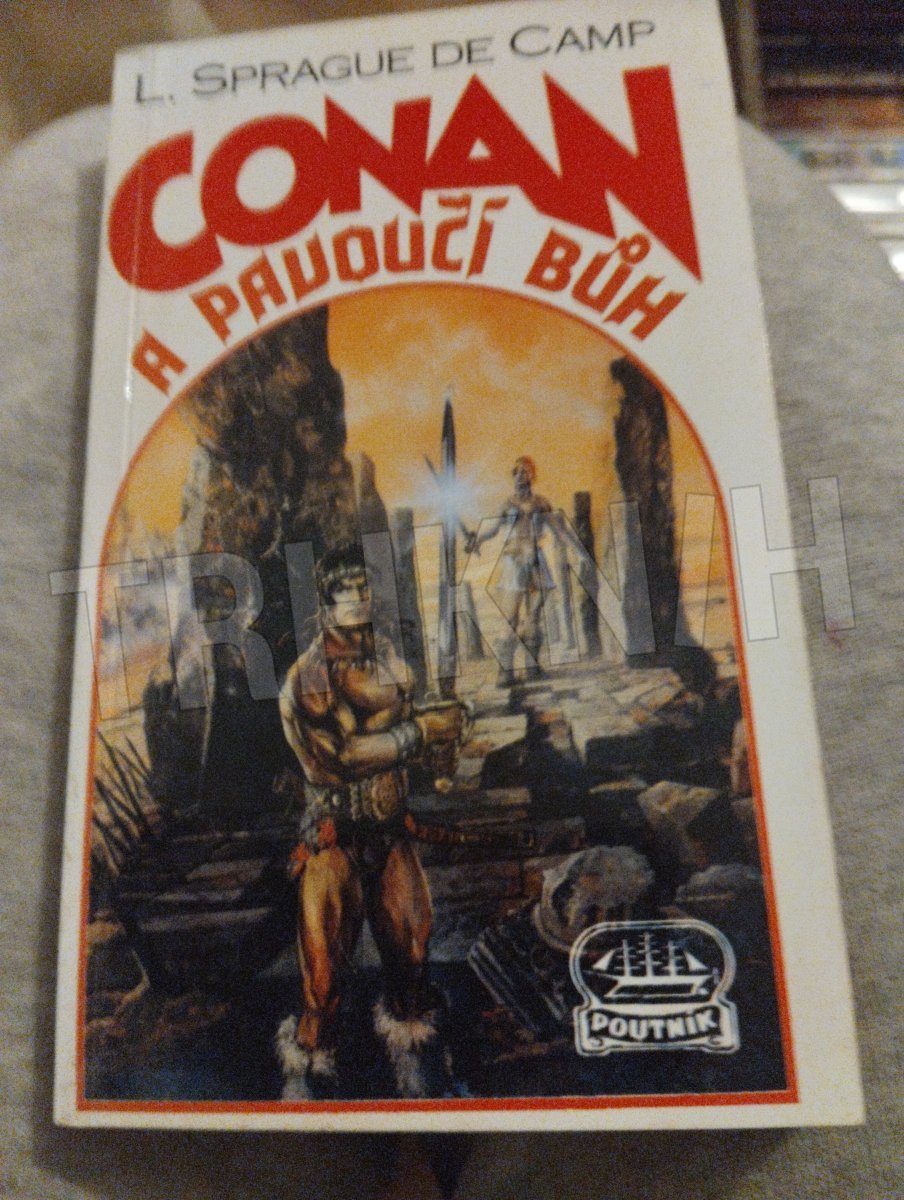 L. SPRAGUE DE CAMP
CONAN
A PAVOUČÍ BŮH
TRHKNIH
POUTNÍK